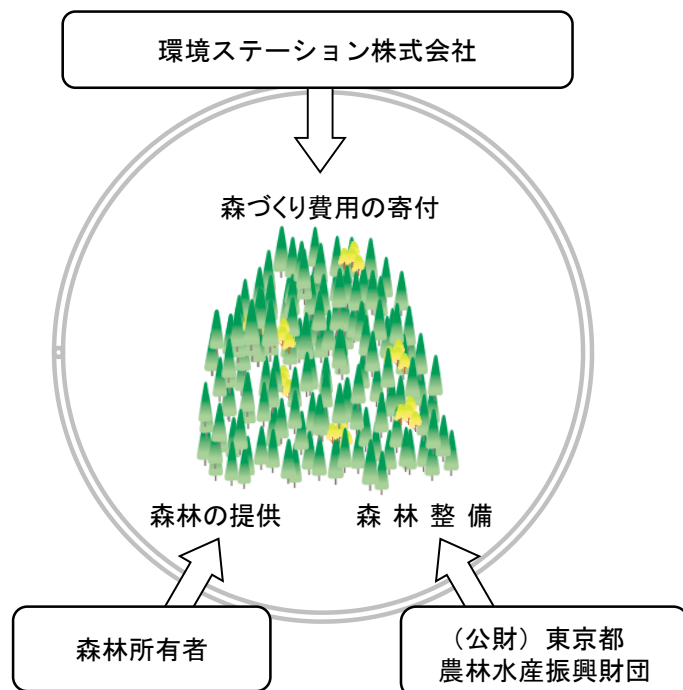 環境ステーション株式会社
森づくり費用の寄付
森林の提供
森 林 整 備
森林所有者
（公財）東京都
農林水産振興財団